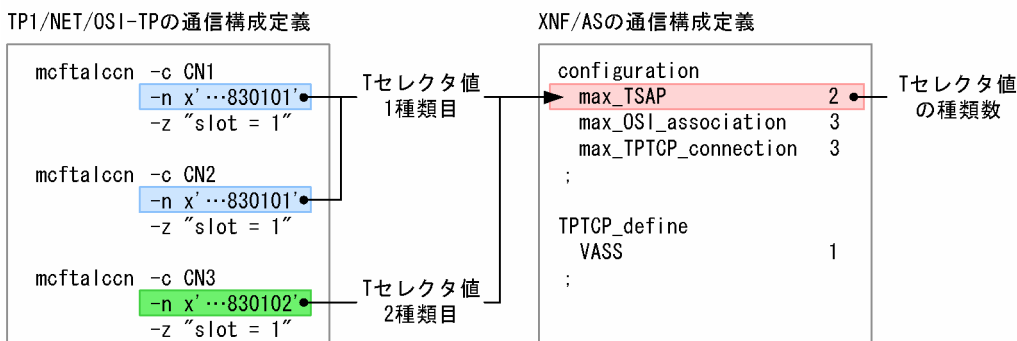 TP1/NET/OSI-TPの通信構成定義
mcftalccn -c CN1
-n x'…830101'
-z "slot = 1"
mcftalccn -c CN2
-n x'…830101'
-z "slot = 1"
mcftalccn -c CN3
-n x'…830102'
-z "slot = 1"
Tセレクタ値
1種類目
Tセレクタ値
2種類目
XNF/ASの通信構成定義
configuration
max_TSAP 2
max_OSI_association 3
max_TPTCP_connection 3
;
TPTCP_define
VASS 1
;
Tセレクタ値
の種類数